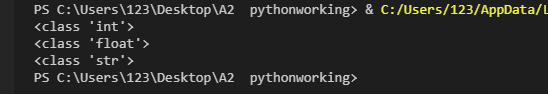 PS C:\Users\123\Desktop\A2  pythonworking> & C:/Users/123/AppData/L
<class 'int'>
<class 'float'>
<class 'str'>
PS C:\Users\123\Desktop\A2  pythonworking>